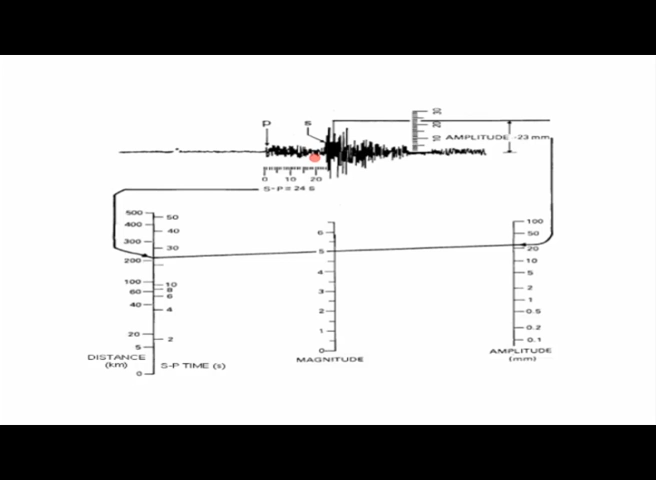 P S
30
20
10
AMPLITUDE -23 mm
0 10 20
S-P = 24 s
500 400 300 200 100 60 40 20 5 0
50 40 30 10 8 6 4 2
6 5 4 3 2 1 0
100 50 20 10 5 2 1 0.5 0.2 0.1
DISTANCE (km)
S-P TIME (s)
MAGNITUDE
AMPLITUDE (mm)